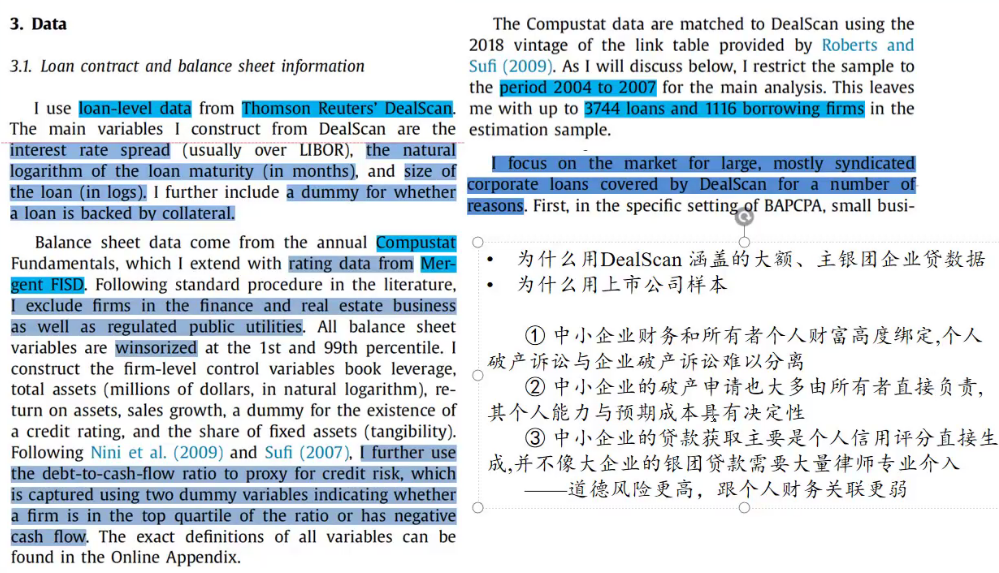 3. Data
3.1. Loan contract and balance sheet information
I use loan-level data from Thomson Reuters' DealScan.
The main variables I construct from DealScan are the
interest rate spread (usually over LIBOR), the natural
logarithm of the loan maturity (in months), and size of
the loan (in logs). I further include a dummy for whether
a loan is backed by collateral.
Balance sheet data come from the annual Compustat
Fundamentals, which I extend with rating data from Mer-
gent FISD. Following standard procedure in the literature,
I exclude firms in the finance and real estate business
as well as regulated public utilities. All balance sheet
variables are winsorized at the 1st and 99th percentile. I
construct the firm-level control variables book leverage,
total assets (millions of dollars, in natural logarithm), re-
turn on assets, sales growth, a dummy for the existence of
a credit rating, and the share of fixed assets (tangibility).
Following Nini et al. (2009) and Sufi (2007), I further use
the debt-to-cash-flow ratio to proxy for credit risk, which
is captured using two dummy variables indicating whether
a firm is in the top quartile of the ratio or has negative
cash flow. The exact definitions of all variables can be
found in the Online Appendix.
The Compustat data are matched to DealScan using the
2018 vintage of the link table provided by Roberts and
Sufi (2009). As I will discuss below, I restrict the sample to
the period 2004 to 2007 for the main analysis. This leaves
me with up to 3744 loans and 1116 borrowing firms in the
estimation sample.
I focus on the market for large, mostly syndicated
corporate loans covered by DealScan for a number of
reasons. First, in the specific setting of BAPCPA, small busi-
• 为什么用DealScan 涵盖的大额、主银团企业贷数据
• 为什么用上市公司样本
① 中小企业财务和所有者个人财富高度绑定,个人
破产诉讼与企业破产诉讼难以分离
② 中小企业的破产申请也大多由所有者直接负责,
其个人能力与预期成本具有决定性
③ 中小企业的贷款获取主要是个人信用评分直接生
成,并不像大企业的银团贷款需要大量律师专业介入
——道德风险更高，跟个人财务关联更弱